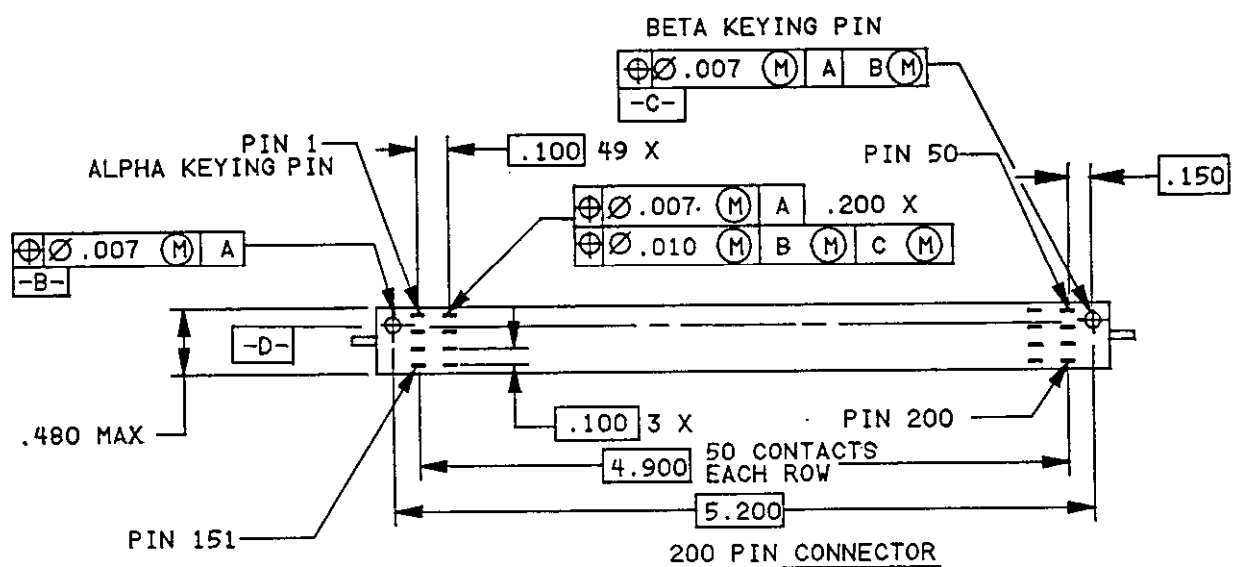 BETA KEYING PIN
⌖ ⌀ .007 Ⓜ A B Ⓜ
-C-
PIN 1
ALPHA KEYING PIN
.100 49 X
PIN 50
.150
⌖ ⌀ .007 Ⓜ A .200 X
⌖ ⌀ .010 Ⓜ B Ⓜ C Ⓜ
⌖ ⌀ .007 Ⓜ A
-B-
-D-
.480 MAX
.100 3 X
PIN 200
4.900 50 CONTACTS
EACH ROW
5.200
PIN 151
200 PIN CONNECTOR